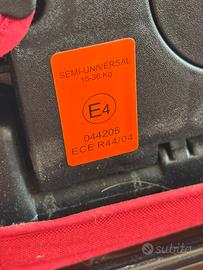 SEMI-UNIVERSAL
15-36 Kg
E4
044205
ECE R44/04
subito